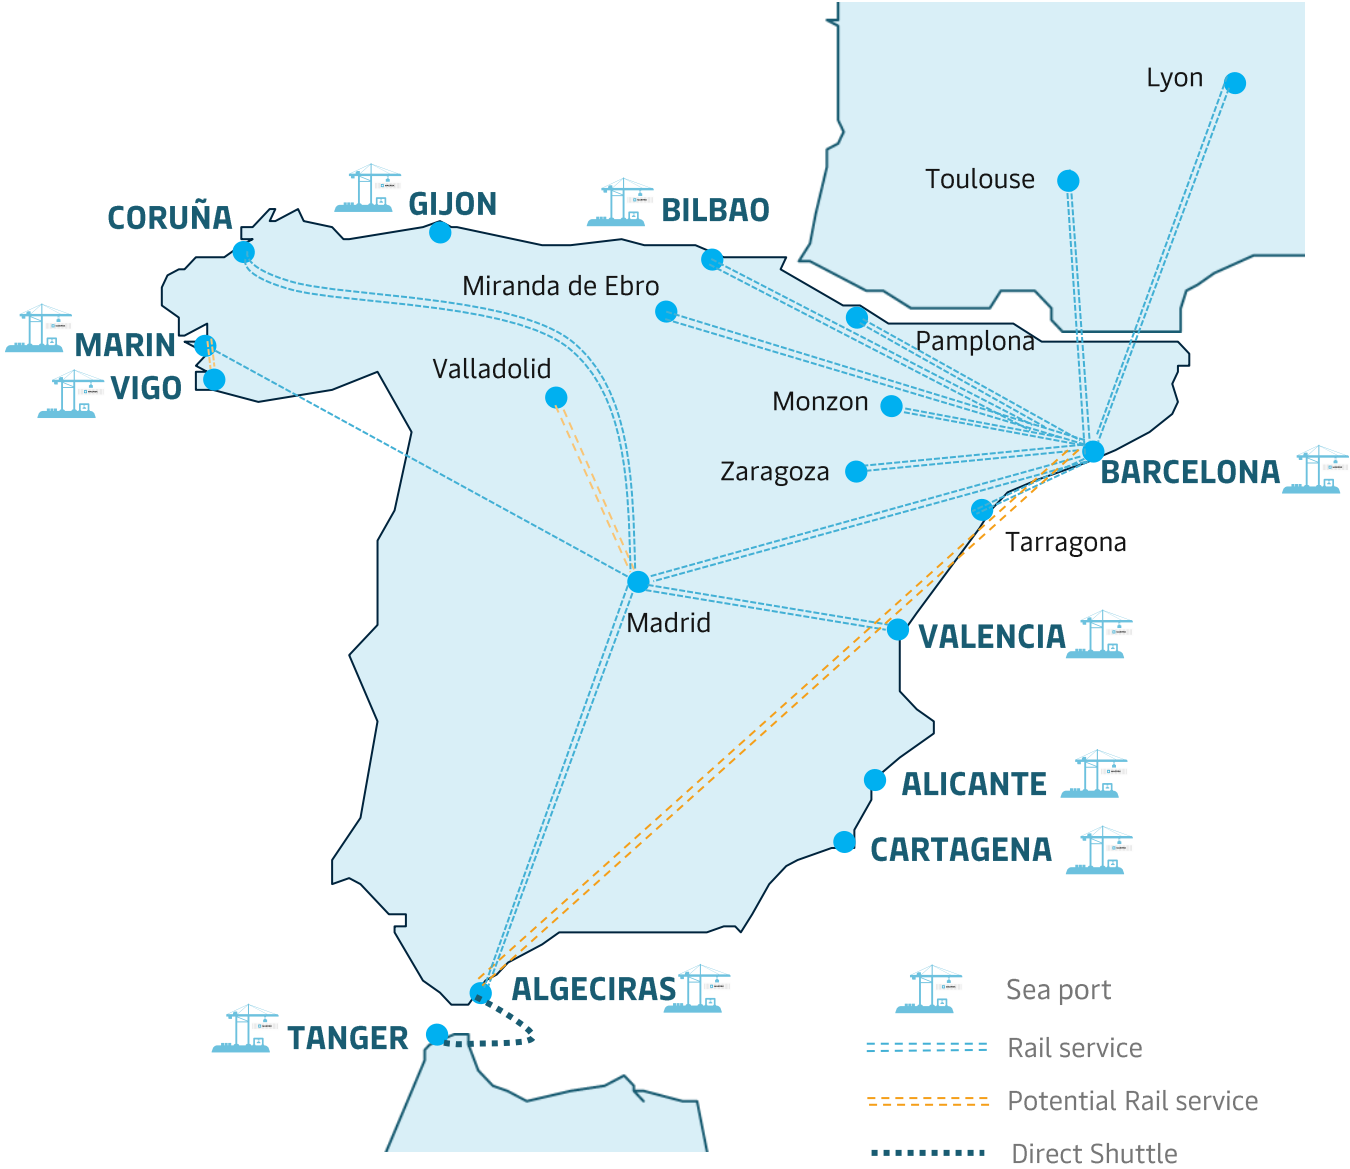 Lyon
Toulouse
GIJON
BILBAO
CORUÑA
Miranda de Ebro
Pamplona
MARIN
VIGO
Valladolid
Monzon
Zaragoza
BARCELONA
Tarragona
Madrid
VALENCIA
ALICANTE
CARTAGENA
ALGECIRAS
TANGER
Sea port
Rail service
Potential Rail service
Direct Shuttle